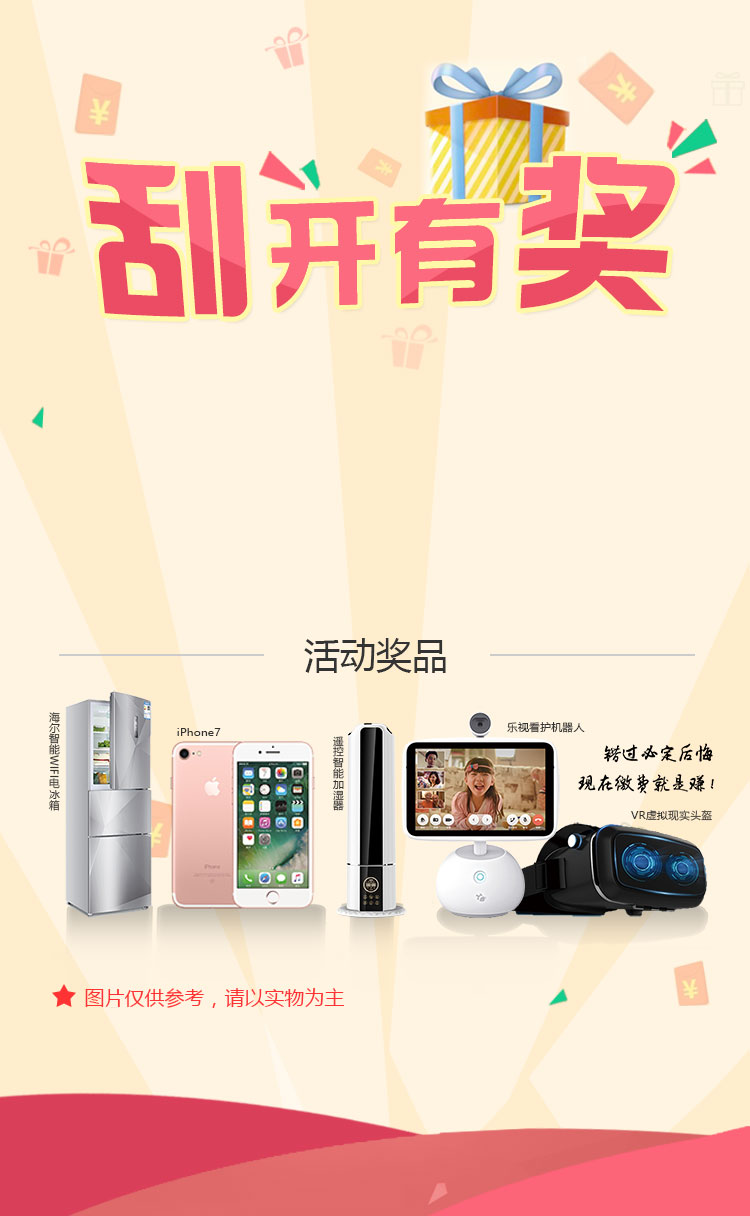 刮开有奖
活动奖品
海尔智能WIFI电冰箱
iPhone7
遥控智能加湿器
乐视看护机器人
错过必定后悔
现在缴费就是赚!
VR虚拟现实头盔
iPhone
图片仅供参考，请以实物为主